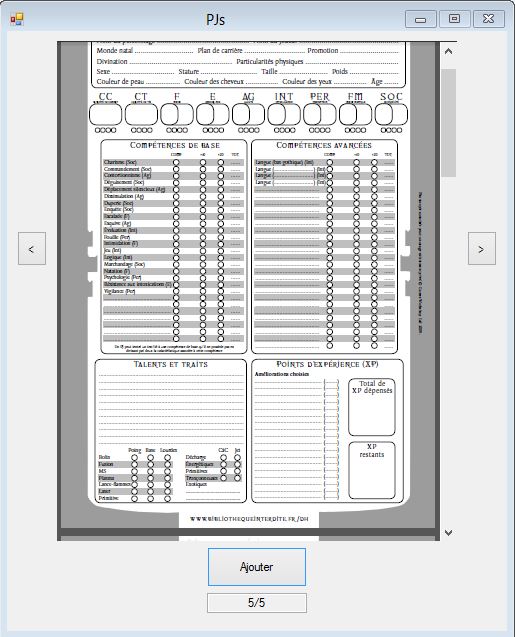 PJs
Monde natal Plan de carrière Promotion
Divination Particularités physiques
Sexe Stature Taille Poids
Couleur de peau Couleur des cheveux Couleur des yeux Âge
CC CT F E AG INT PER FM SOC
COMPÉTENCES DE BASE
Charisme (Soc)
Commandement (Soc)
Contorsionniste (Ag)
Déguisement (Soc)
Déplacement silencieux (Ag)
Dissimulation (Ag)
Duperie (Soc)
Enquête (Soc)
Escalade (F)
Esquive (Ag)
Évaluation (Int)
Fouille (Per)
Intimidation (F)
Jeu (Int)
Logique (Int)
Marchandage (Soc)
Natation (F)
Psychologie (Per)
Résistance aux intoxications (E)
Vigilance (Per)
COMPÉTENCES AVANCÉES
Langue (bas gothique) (Int)
Langue (....................) (Int)
Langue (....................) (Int)
Langue (....................) (Int)
TALENTS ET TRAITS
Poing Base Lourdes
Bolts
Fusion
MS
Plasma
Lance-flammes
Laser
Primitive
CàC Jet
Décharge
Énergétiques
Primitives
Tronçonneuses
Exotiques
POINTS D'EXPÉRIENCE (XP)
Améliorations choisies
Total de
XP dépensés
XP
restants
WWW.BIBLIOTHEQUEINTERDITE.FR/DH
<
>
Ajouter
5/5